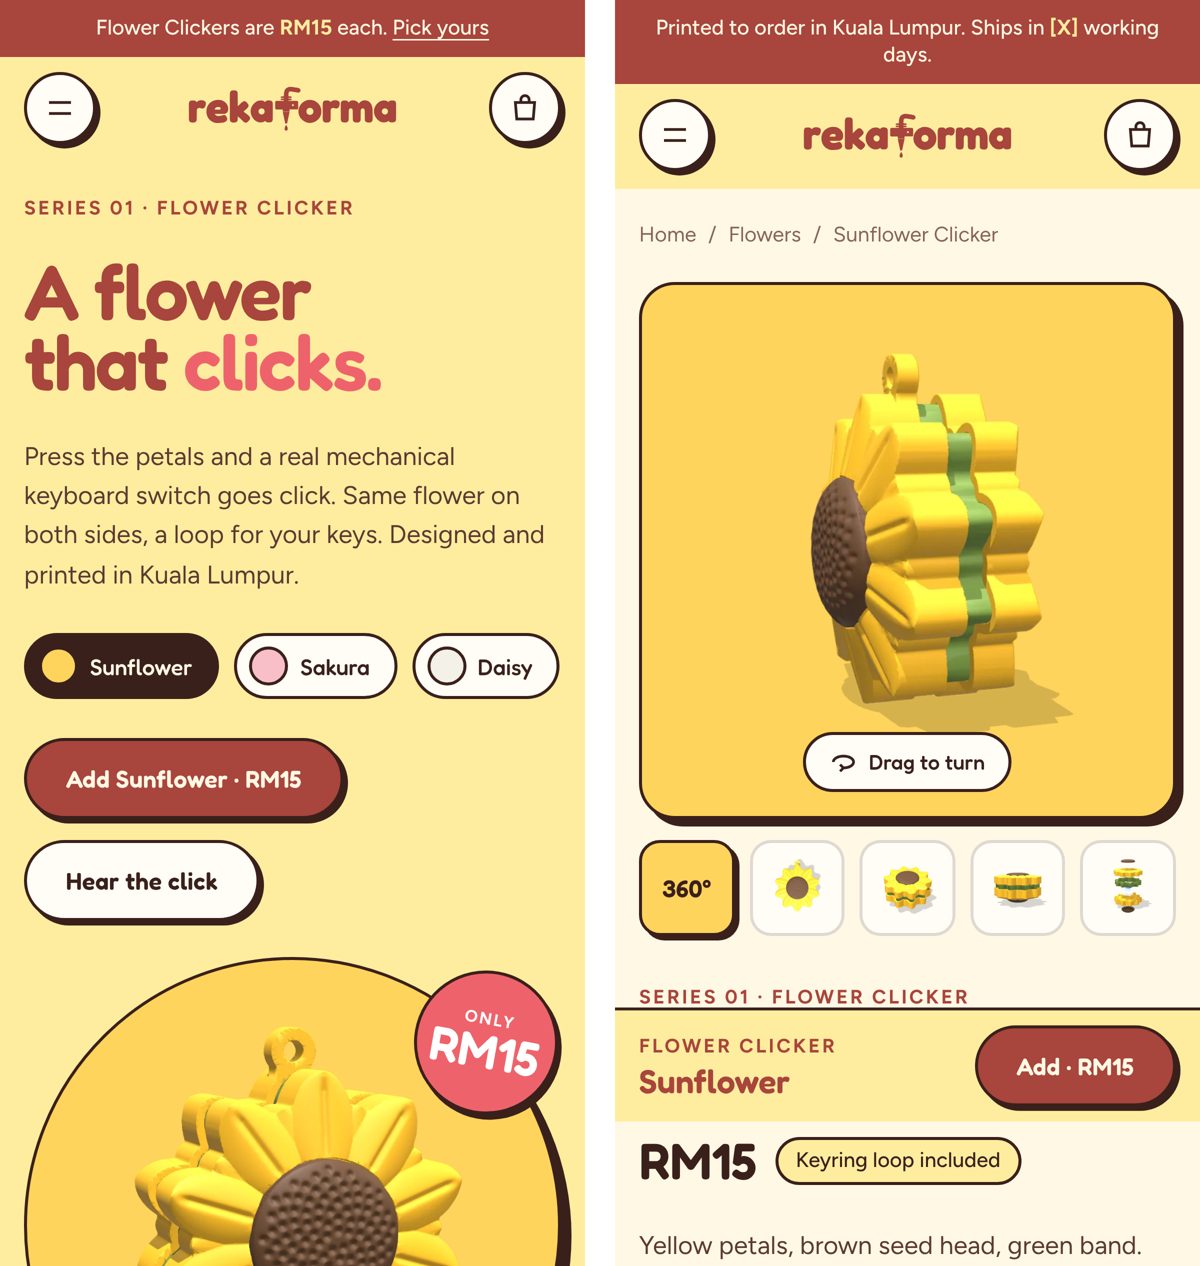 Flower Clickers are RM15 each. Pick yours
rekaforma
SERIES 01 · FLOWER CLICKER
A flower
that clicks.
Press the petals and a real mechanical
keyboard switch goes click. Same flower on
both sides, a loop for your keys. Designed and
printed in Kuala Lumpur.
Sunflower
Sakura
Daisy
Add Sunflower · RM15
Hear the click
ONLY
RM15
Printed to order in Kuala Lumpur. Ships in [X] working
days.
rekaforma
Home / Flowers / Sunflower Clicker
Drag to turn
360°
SERIES 01 · FLOWER CLICKER
FLOWER CLICKER
Sunflower
Add · RM15
RM15
Keyring loop included
Yellow petals, brown seed head, green band.